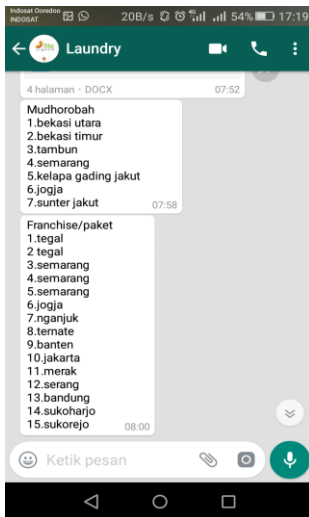 Indosat Ooredoo
INDOSAT
20B/s
4G
54%
17:19
Laundry
4 halaman · DOCX
07:52
Mudhorobah
1.bekasi utara
2.bekasi timur
3.tambun
4.semarang
5.kelapa gading jakut
6.jogja
7.sunter jakut
07:58
Franchise/paket
1.tegal
2 tegal
3.semarang
4.semarang
5.semarang
6.jogja
7.nganjuk
8.ternate
9.banten
10.jakarta
11.merak
12.serang
13.bandung
14.sukoharjo
15.sukorejo
08:00
Ketik pesan